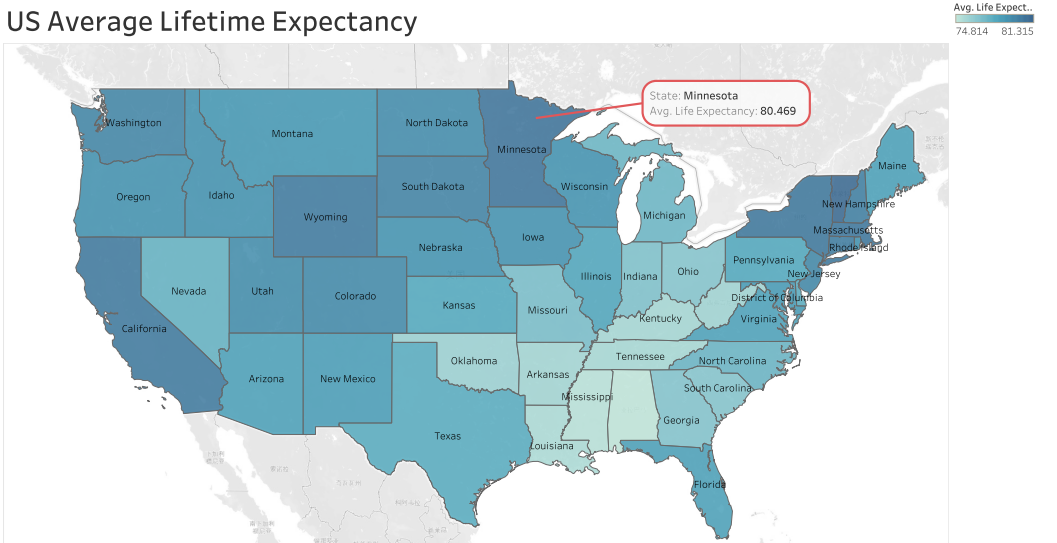 US Average Lifetime Expectancy
Avg. Life Expect..
74.814 81.315
State: Minnesota
Avg. Life Expectancy: 80.469
Washington
Montana
North Dakota
Minnesota
Maine
Oregon
Idaho
South Dakota
Wisconsin
Wyoming
Michigan
New Hampshire
Massachusetts
Rhode Island
Iowa
Nebraska
Pennsylvania
New Jersey
Nevada
Utah
Colorado
Kansas
Illinois
Indiana
Ohio
District of Columbia
California
Missouri
Kentucky
Virginia
Oklahoma
Tennessee
North Carolina
Arizona
New Mexico
Arkansas
South Carolina
Mississippi
Georgia
Texas
Louisiana
Florida